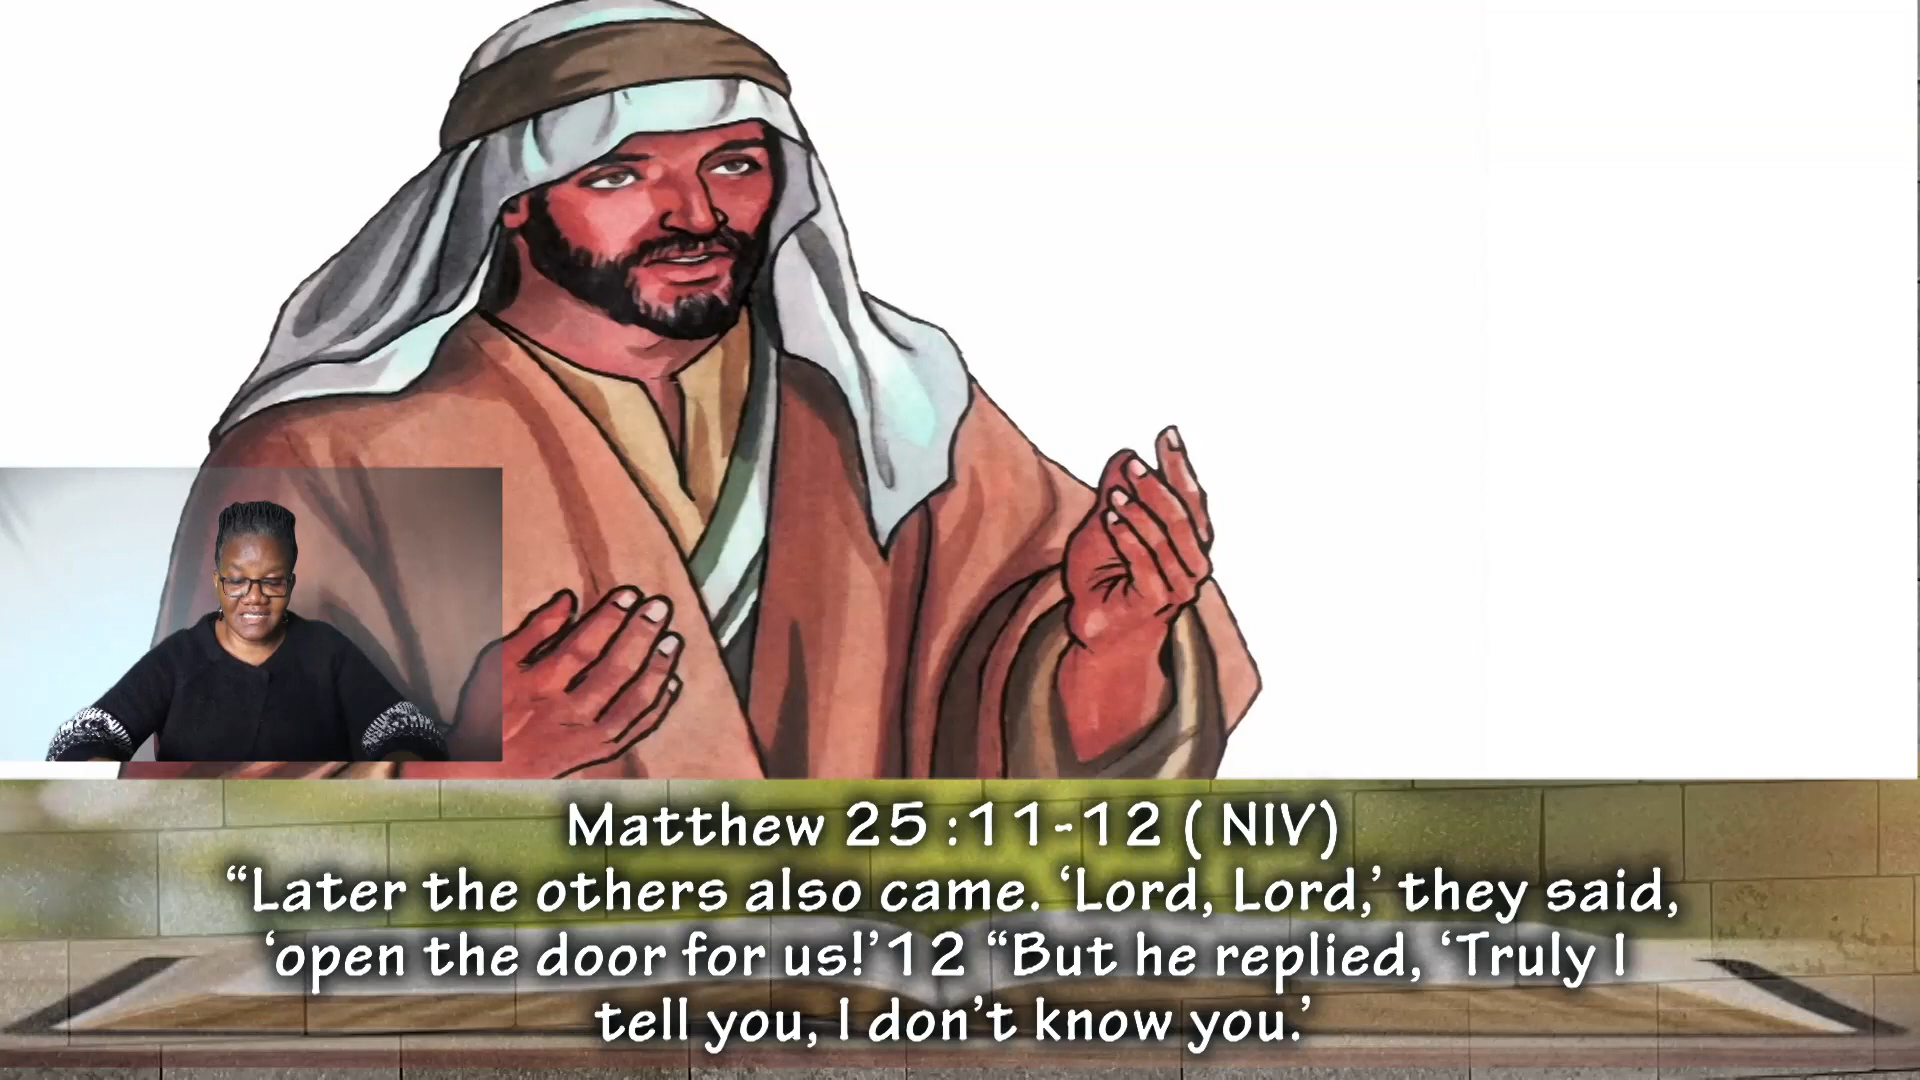 Matthew 25 :11-12 ( NIV)
“Later the others also came. ‘Lord, Lord,’ they said,
‘open the door for us!’12 “But he replied, ‘Truly I
tell you, I don’t know you.’